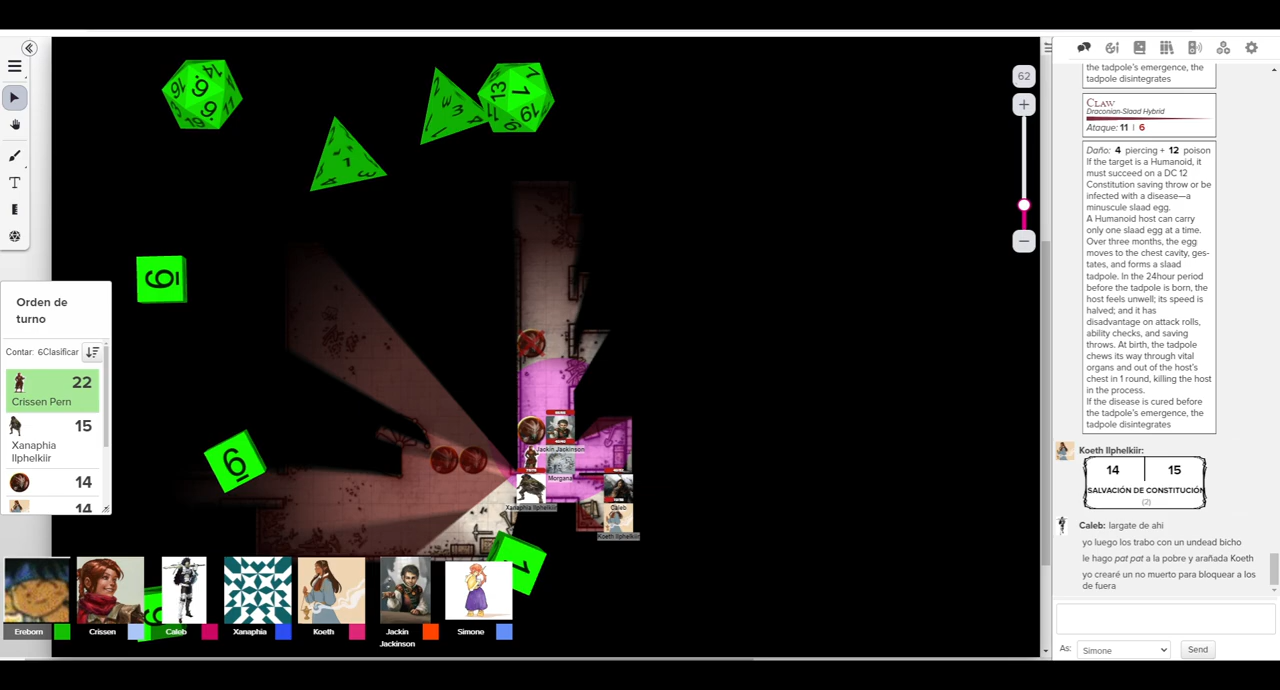 62
Orden de
turno
Contar: 6Clasificar
22
Crissen Pern
15
Xanaphia
Ilphelkiir
14
14
Jackin Jackinson
Morgana
Xanaphia Ilphelkiir
Caleb
Koeth Ilphelkiir
Ereborn
Crissen
Caleb
Xanaphia
Koeth
Jackin
Jackinson
Simone
the tadpole's emergence, the
tadpole disintegrates
Claw
Draconian-Slaad Hybrid
Ataque: 11 | 6
Daño: 4 piercing + 12 poison
If the target is a Humanoid, it
must succeed on a DC 12
Constitution saving throw or be
infected with a disease—a
minuscule slaad egg.
A Humanoid host can carry
only one slaad egg at a time.
Over three months, the egg
moves to the chest cavity, ges-
tates, and forms a slaad
tadpole. In the 24hour period
before the tadpole is born, the
host feels unwell; its speed is
halved; and it has
disadvantage on attack rolls,
ability checks, and saving
throws. At birth, the tadpole
chews its way through vital
organs and out of the host's
chest in 1 round, killing the host
in the process.
If the disease is cured before
the tadpole's emergence, the
tadpole disintegrates
Koeth Ilphelkiir:
14 15
SALVACIÓN DE CONSTITUCIÓN
(2)
Caleb: largate de ahi
yo luego los trabo con un undead bicho
le hago pat pat a la pobre y arañada Koeth
yo crearé un no muerto para bloquear a los
de fuera
As: Simone Send